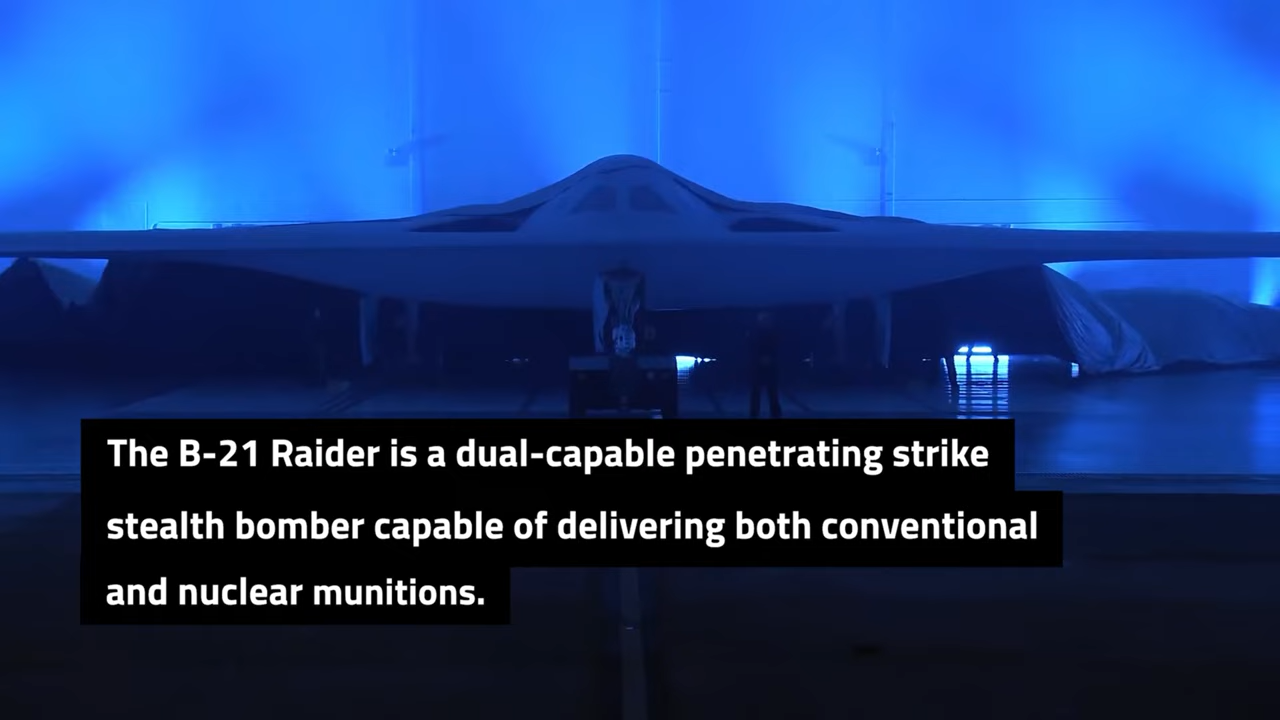 The B-21 Raider is a dual-capable penetrating strike
stealth bomber capable of delivering both conventional
and nuclear munitions.